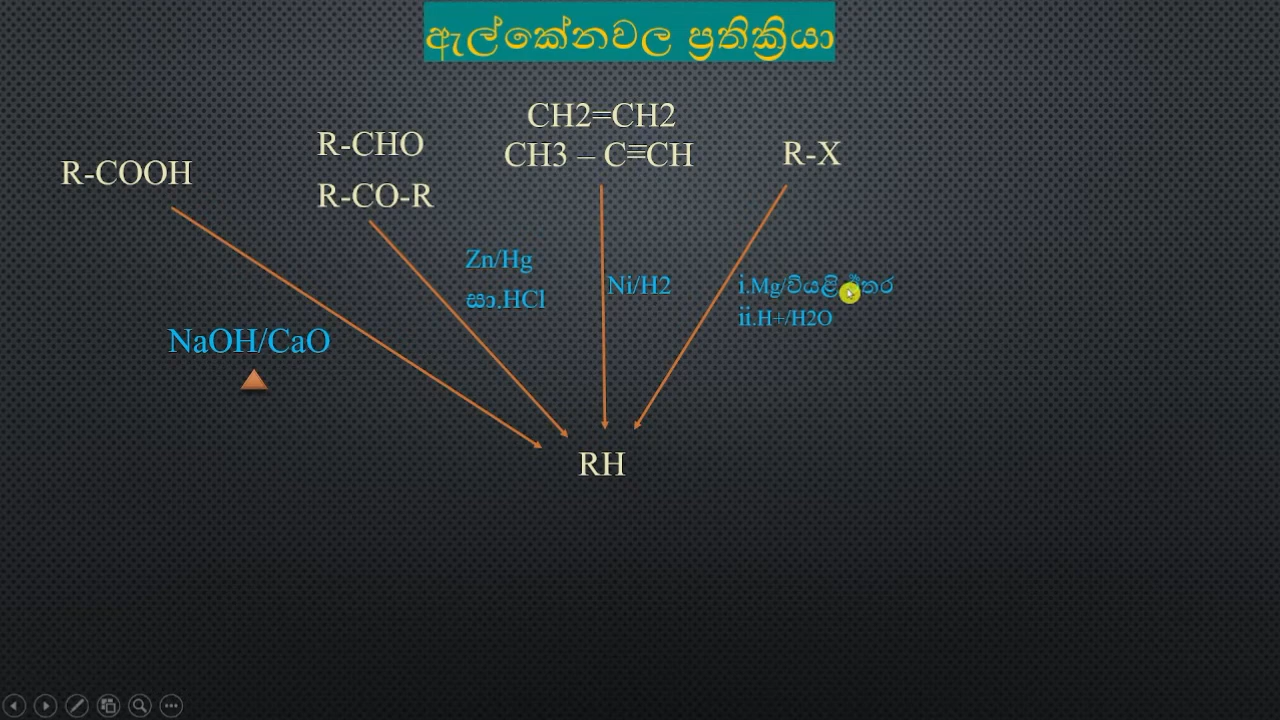 ඇල්කේනවල ප්‍රතික්‍රියා
CH2=CH2
CH3 – C≡CH
R-CHO
R-CO-R
R-COOH
R-X
Zn/Hg
සා.HCl
Ni/H2
i.Mg/වියළි ඊතර
ii.H+/H2O
NaOH/CaO
RH